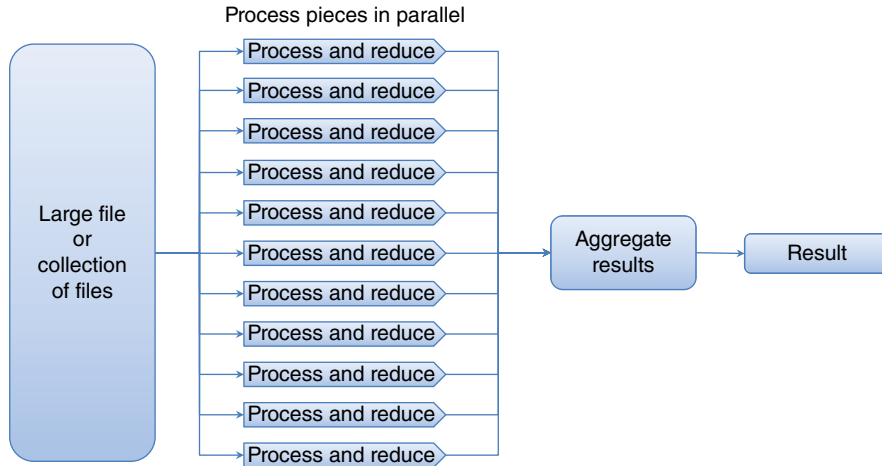 Process pieces in parallel
Process and reduce
Process and reduce
Process and reduce
Process and reduce
Process and reduce
Process and reduce
Process and reduce
Process and reduce
Process and reduce
Process and reduce
Process and reduce
Large file
or
collection
of files
Aggregate
results
Result